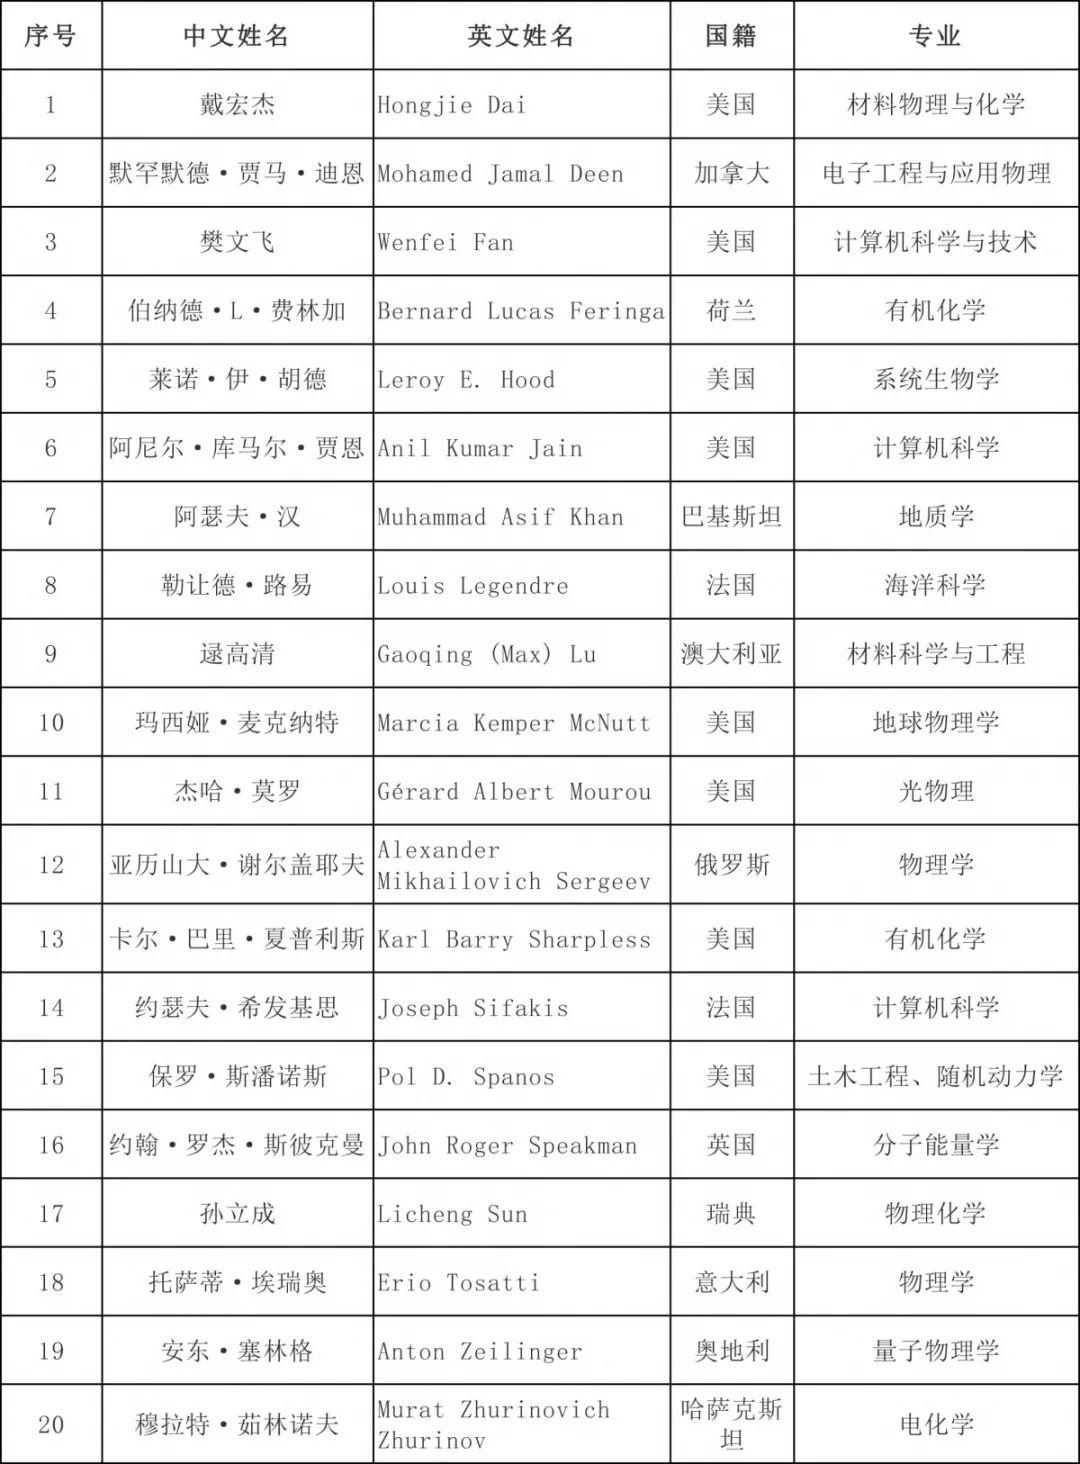 序号 中文姓名 英文姓名 国籍 专业
1 戴宏杰 Hongjie Dai 美国 材料物理与化学
2 默罕默德·贾马·迪恩 Mohamed Jamal Deen 加拿大 电子工程与应用物理
3 樊文飞 Wenfei Fan 美国 计算机科学与技术
4 伯纳德·L·费林加 Bernard Lucas Feringa 荷兰 有机化学
5 莱诺·伊·胡德 Leroy E. Hood 美国 系统生物学
6 阿尼尔·库马尔·贾恩 Anil Kumar Jain 美国 计算机科学
7 阿瑟夫·汉 Muhammad Asif Khan 巴基斯坦 地质学
8 勒让德·路易 Louis Legendre 法国 海洋科学
9 逯高清 Gaoqing (Max) Lu 澳大利亚 材料科学与工程
10 玛西娅·麦克纳特 Marcia Kemper McNutt 美国 地球物理学
11 杰哈·莫罗 Gérard Albert Mourou 美国 光物理
12 亚历山大·谢尔盖耶夫 Alexander
Mikhailovich Sergeev 俄罗斯 物理学
13 卡尔·巴里·夏普利斯 Karl Barry Sharpless 美国 有机化学
14 约瑟夫·希发基思 Joseph Sifakis 法国 计算机科学
15 保罗·斯潘诺斯 Pol D. Spanos 美国 土木工程、随机动力学
16 约翰·罗杰·斯彼克曼 John Roger Speakman 英国 分子能量学
17 孙立成 Licheng Sun 瑞典 物理化学
18 托萨蒂·埃瑞奥 Erio Tosatti 意大利 物理学
19 安东·塞林格 Anton Zeilinger 奥地利 量子物理学
20 穆拉特·茹林诺夫 Murat Zhurinovich
Zhurinov 哈萨克斯
坦 电化学